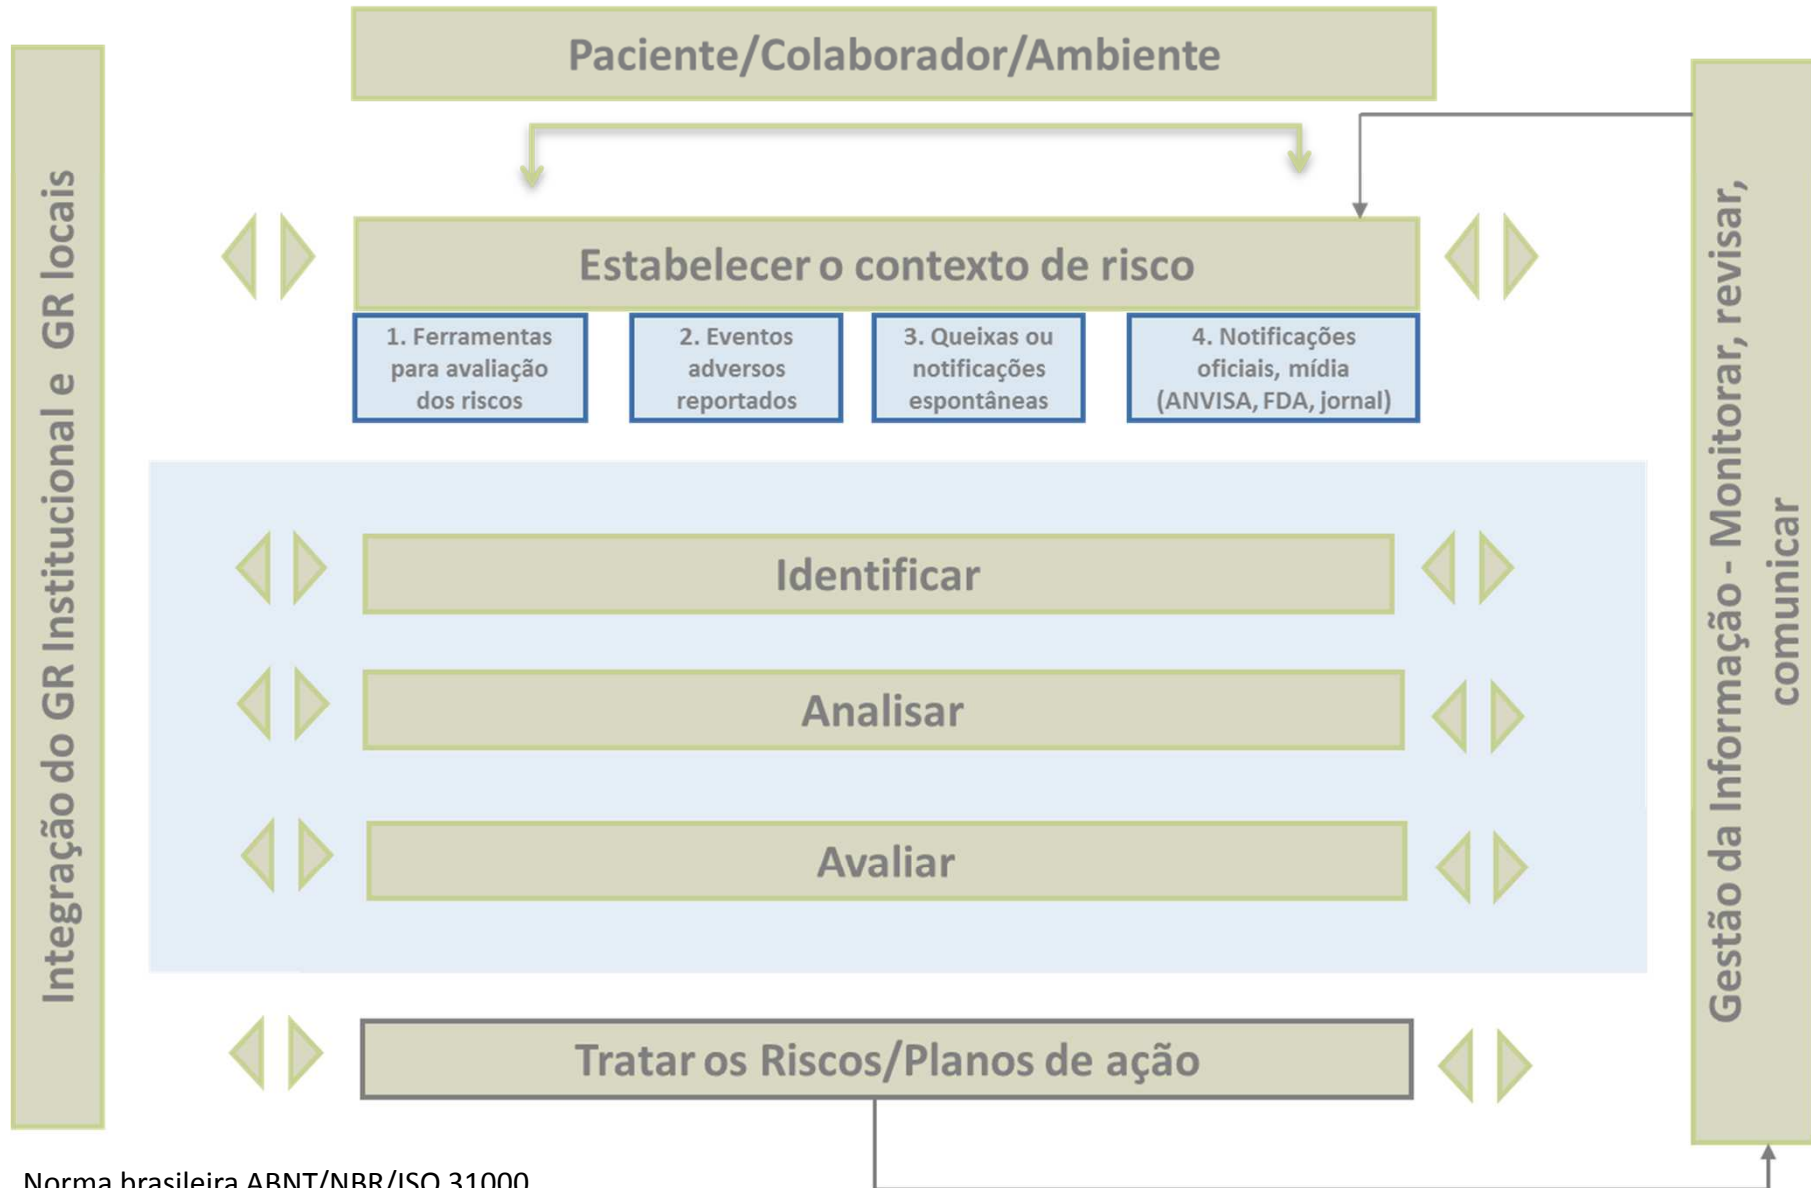 Paciente/Colaborador/Ambiente
Integração do GR Institucional e GR locais
Estabelecer o contexto de risco
1. Ferramentas
para avaliação
dos riscos
2. Eventos
adversos
reportados
3. Queixas ou
notificações
espontâneas
4. Notificações
oficiais, mídia
(ANVISA, FDA, jornal)
Identificar
Analisar
Avaliar
Tratar os Riscos/Planos de ação
Gestão da Informação - Monitorar, revisar,
comunicar
Norma brasileira ABNT/NBR/ISO 31000